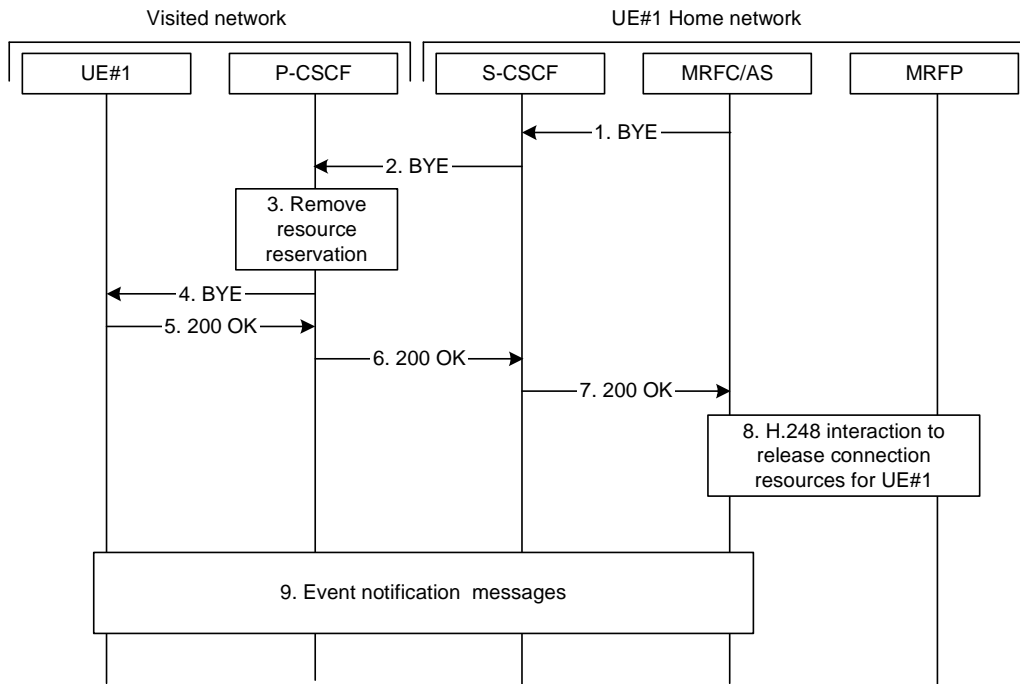 Visited network
UE#1 Home network
UE#1
P-CSCF
S-CSCF
MRFC/AS
MRFP
1. BYE
2. BYE
3. Remove
resource
reservation
4. BYE
5. 200 OK
6. 200 OK
7. 200 OK
8. H.248 interaction to
release connection
resources for UE#1
9. Event notification messages